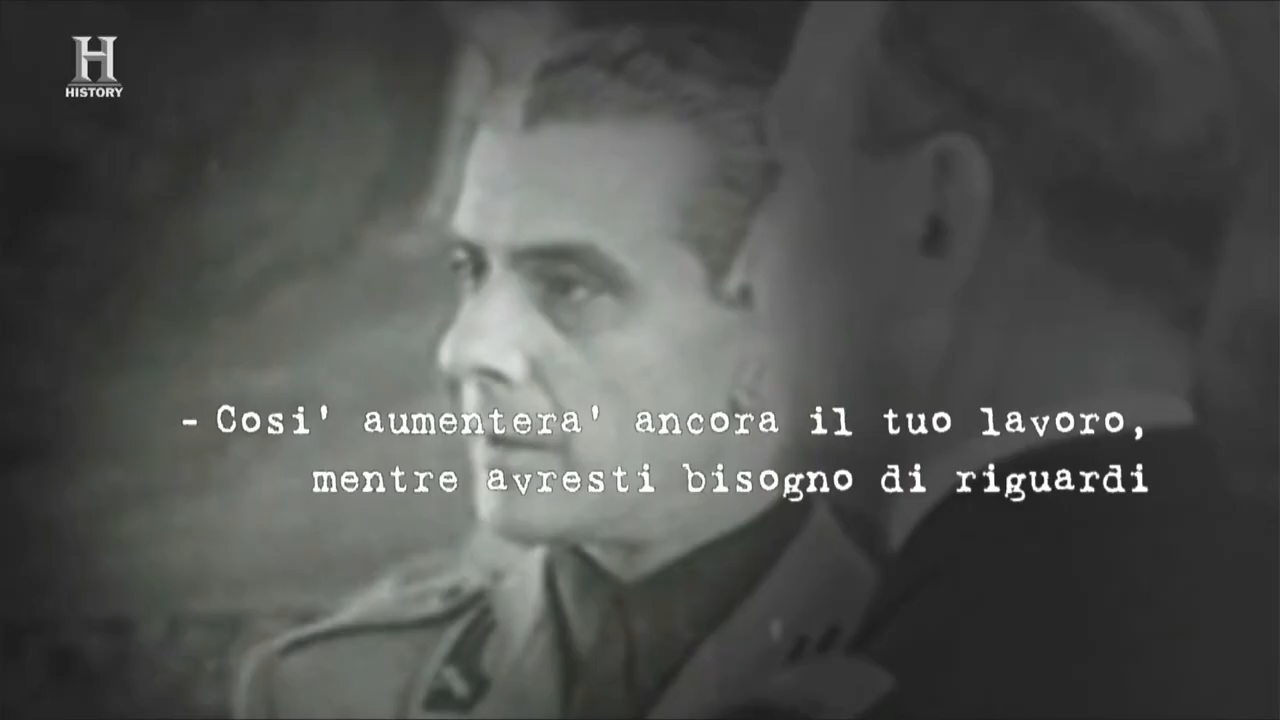 H
HISTORY
- Cosi' aumentera' ancora il tuo lavoro,
mentre avresti bisogno di riguardi